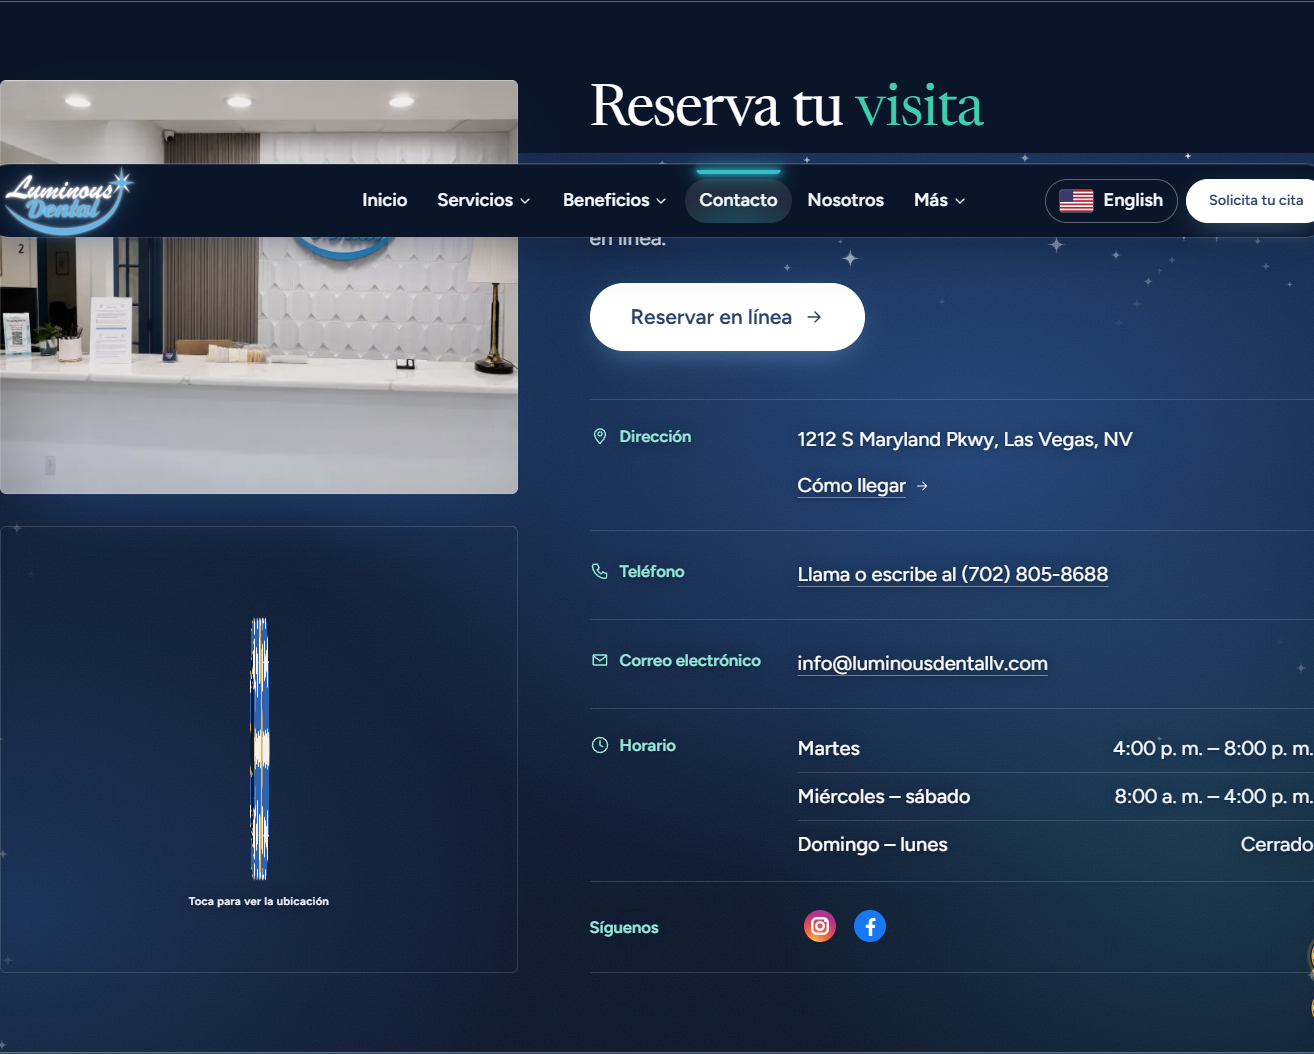 Reserva tu visita
Luminous
Dental
Inicio
Servicios
Beneficios
Contacto
Nosotros
Más
English
Solicita tu cita
en línea.
2
Reservar en línea
Dirección
1212 S Maryland Pkwy, Las Vegas, NV
Cómo llegar
Teléfono
Llama o escribe al (702) 805-8688
Correo electrónico
info@luminousdentallv.com
Horario
Martes
4:00 p. m. – 8:00 p. m.
Miércoles – sábado
8:00 a. m. – 4:00 p. m.
Domingo – lunes
Cerrado
Toca para ver la ubicación
Síguenos